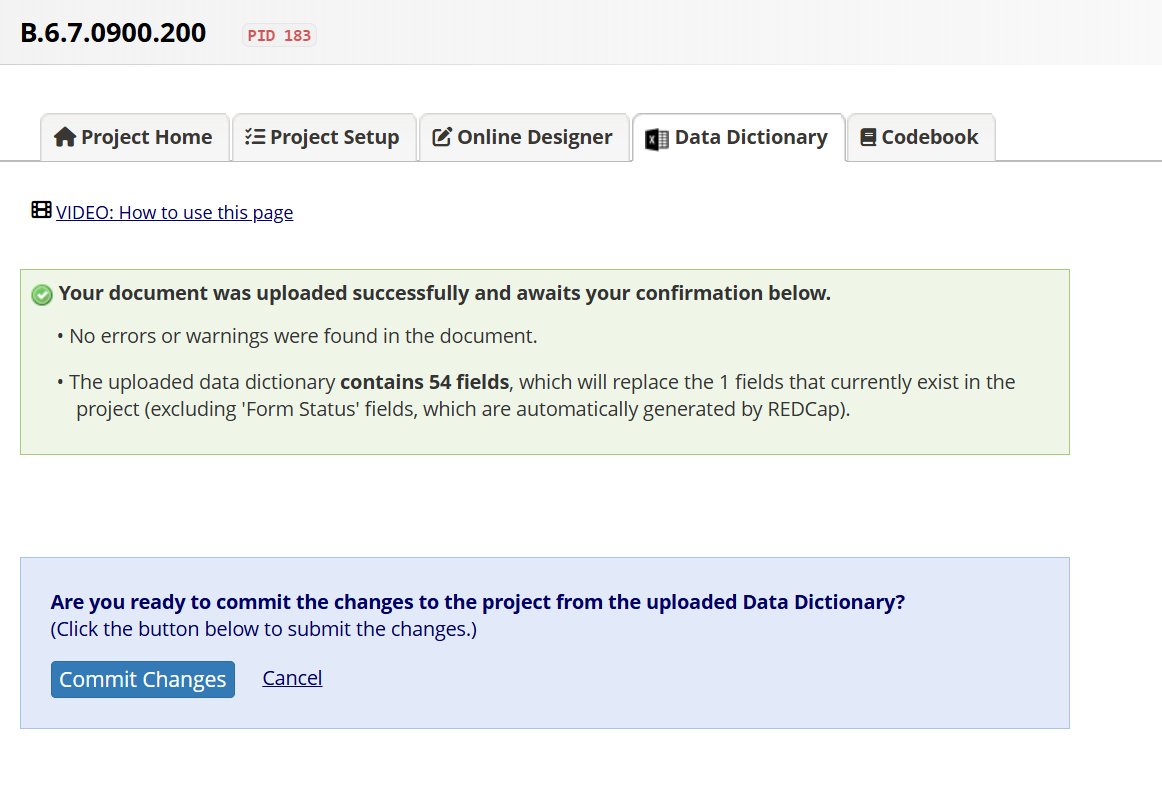 B.6.7.0900.200 PID 183
Project Home Project Setup Online Designer Data Dictionary Codebook
VIDEO: How to use this page
Your document was uploaded successfully and awaits your confirmation below.
• No errors or warnings were found in the document.
• The uploaded data dictionary contains 54 fields, which will replace the 1 fields that currently exist in the
project (excluding 'Form Status' fields, which are automatically generated by REDCap).
Are you ready to commit the changes to the project from the uploaded Data Dictionary?
(Click the button below to submit the changes.)
Commit Changes Cancel